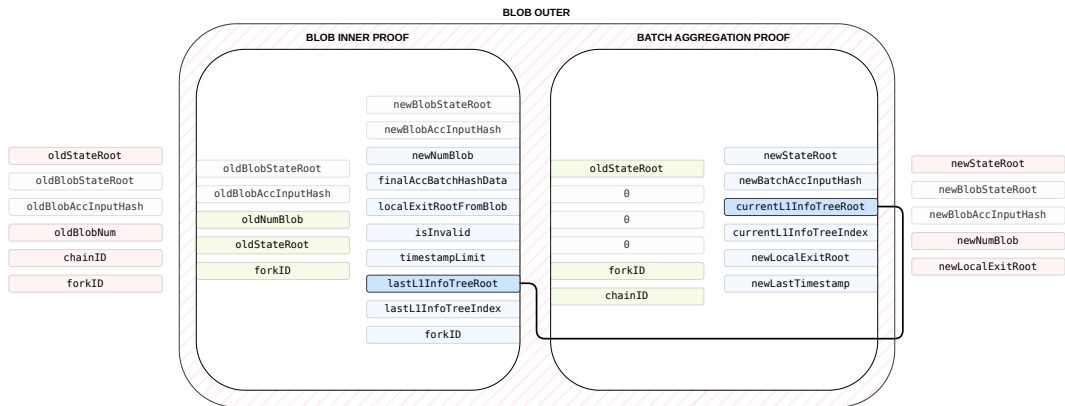 BLOB OUTER
BLOB INNER PROOF
BATCH AGGREGATION PROOF
oldStateRoot
oldBlobStateRoot
oldBlobAccInputHash
oldBlobNum
chainID
forkID
oldBlobStateRoot
oldBlobAccInputHash
oldNumBlob
oldStateRoot
forkID
newBlobStateRoot
newBlobAccInputHash
newNumBlob
finalAccBatchHashData
localExitRootFromBlob
isInvalid
timestampLimit
lastL1InfoTreeRoot
lastL1InfoTreeIndex
forkID
oldStateRoot
0
0
0
forkID
chainID
newStateRoot
newBatchAccInputHash
currentL1InfoTreeRoot
currentL1InfoTreeIndex
newLocalExitRoot
newLastTimestamp
newStateRoot
newBlobStateRoot
newBlobAccInputHash
newNumBlob
newLocalExitRoot